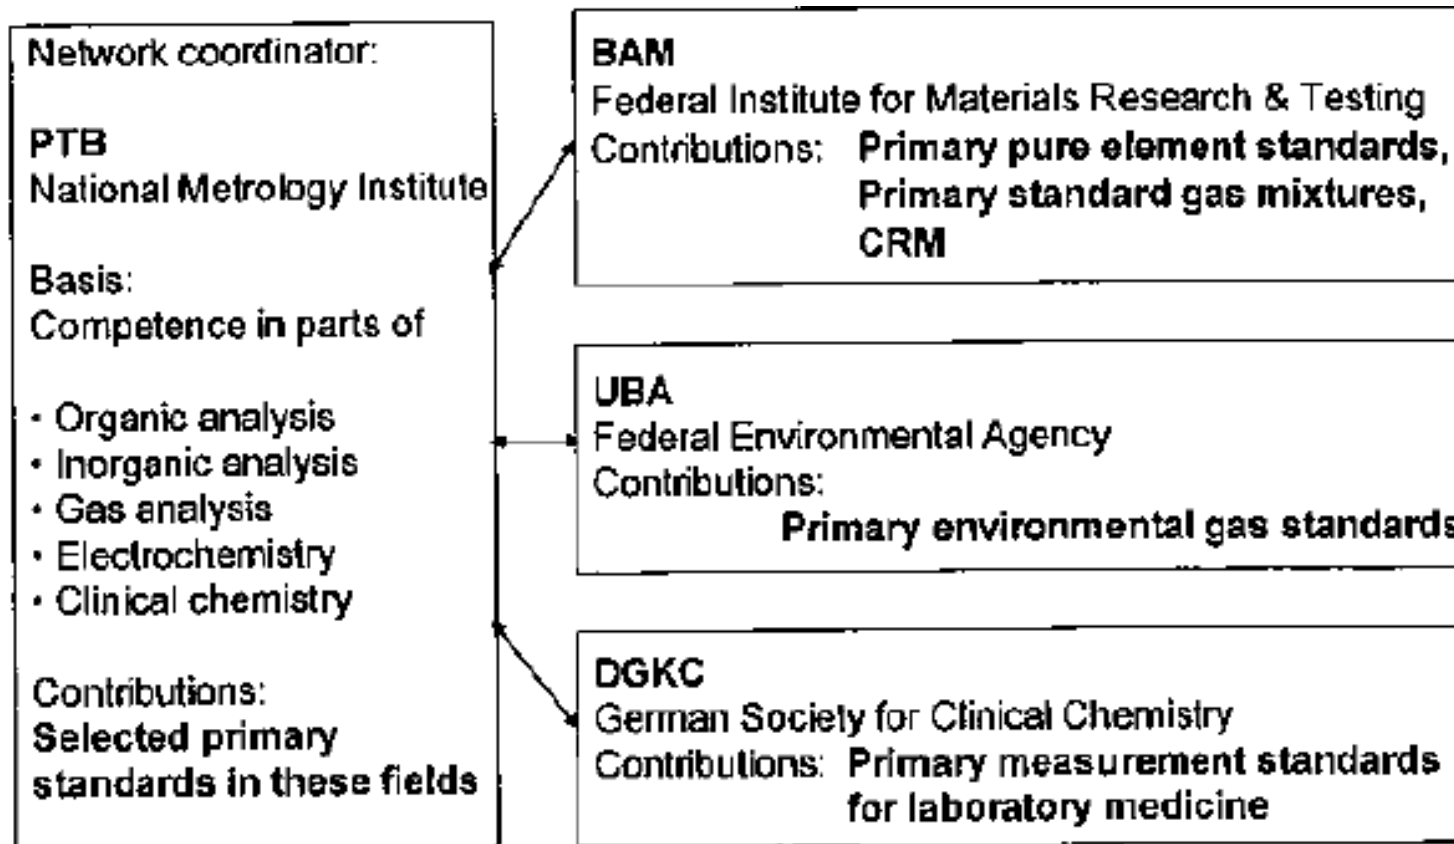 Network coordinator:
PTB
National Metrology Institute
Basis:
Competence in parts of
· Organic analysis
· Inorganic analysis
· Gas analysis
· Electrochemistry
· Clinical chemistry
Contributions:
Selected primary
standards in these fields
BAM
Federal Institute for Materials Research & Testing
Contributions: Primary pure element standards,
Primary standard gas mixtures,
CRM
UBA
Federal Environmental Agency
Contributions:
Primary environmental gas standards
DGKC
German Society for Clinical Chemistry
Contributions: Primary measurement standards
for laboratory medicine